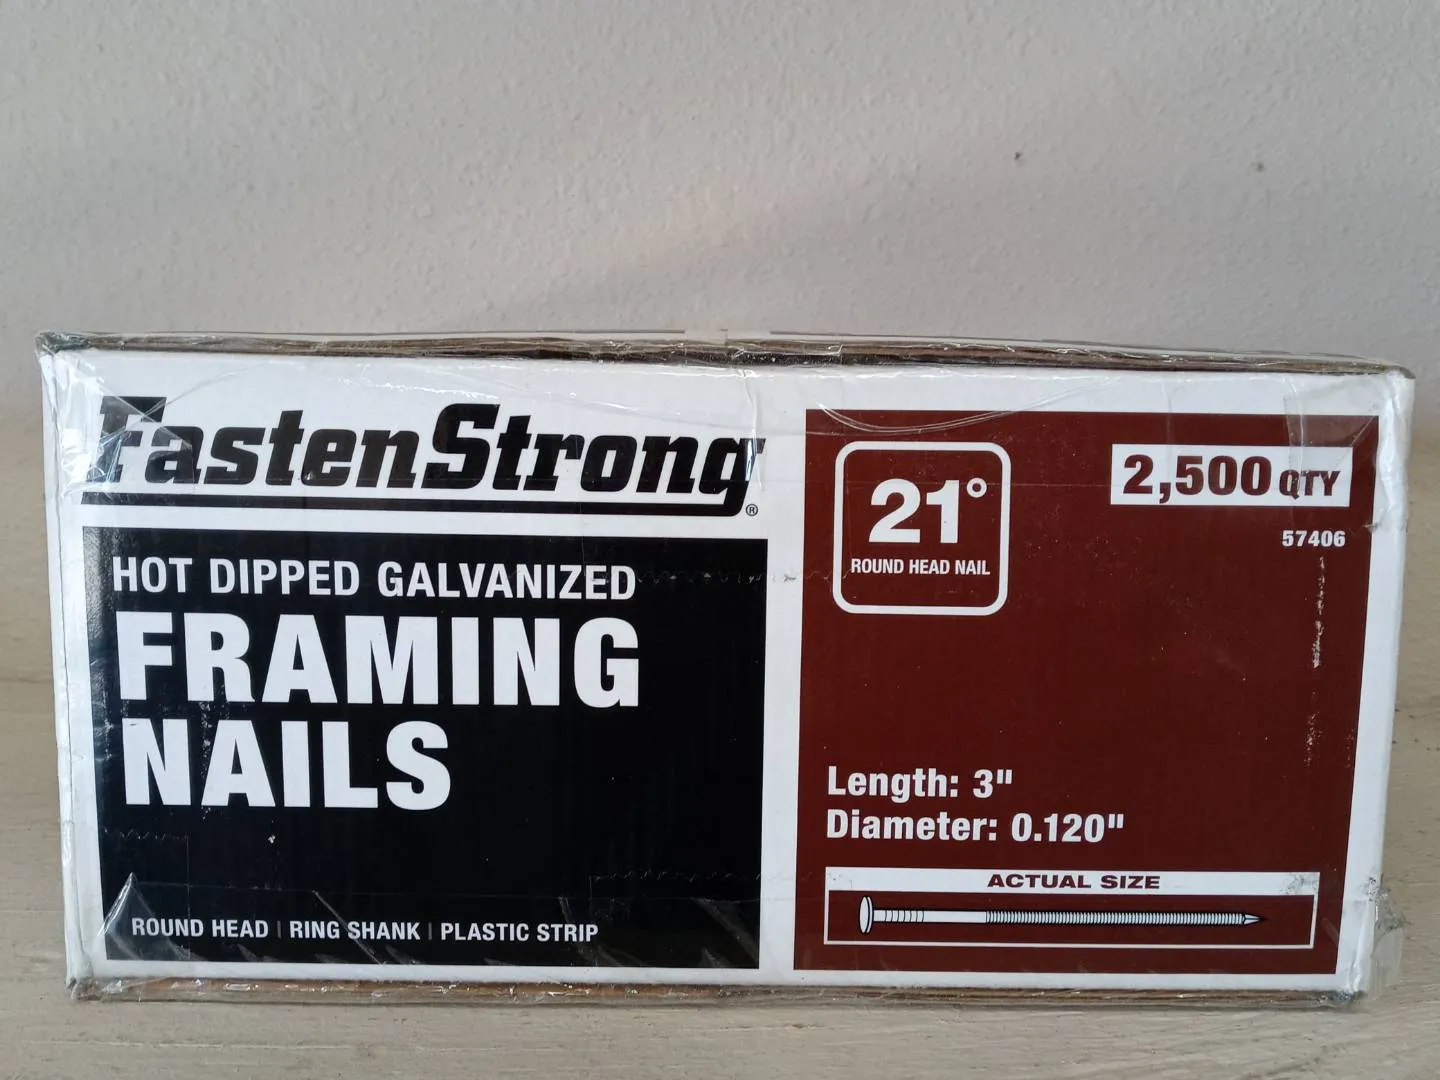 FastenStrong®
HOT DIPPED GALVANIZED
FRAMING
NAILS
ROUND HEAD | RING SHANK | PLASTIC STRIP
21°
ROUND HEAD NAIL
2,500 QTY
57406
Length: 3"
Diameter: 0.120"
ACTUAL SIZE